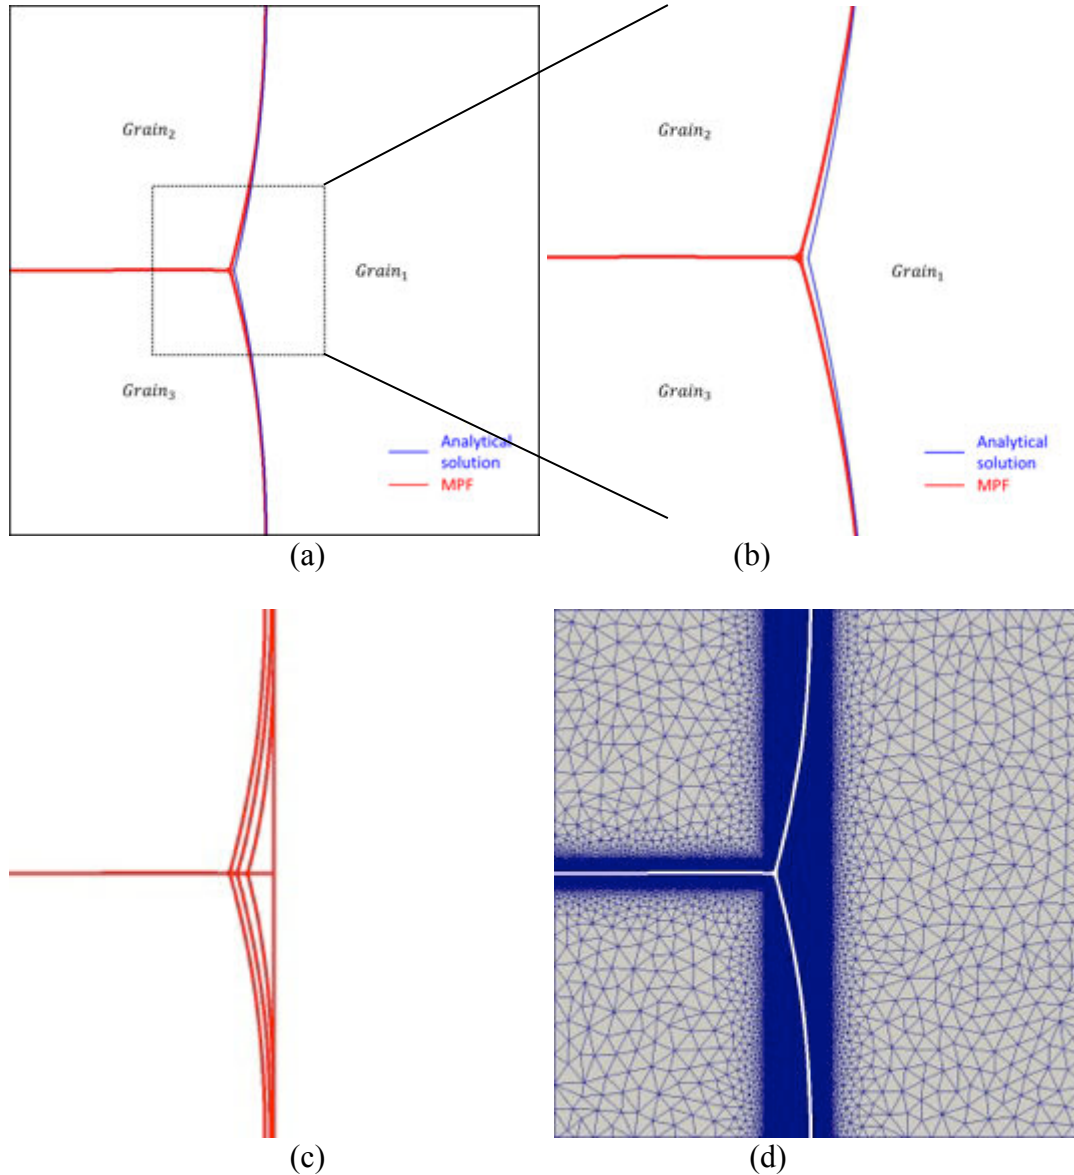 Grain₂
Grain₁
Grain₃
Analytical
solution
MPF
(a)
Grain₂
Grain₁
Grain₃
Analytical
solution
MPF
(b)
(c)
(d)